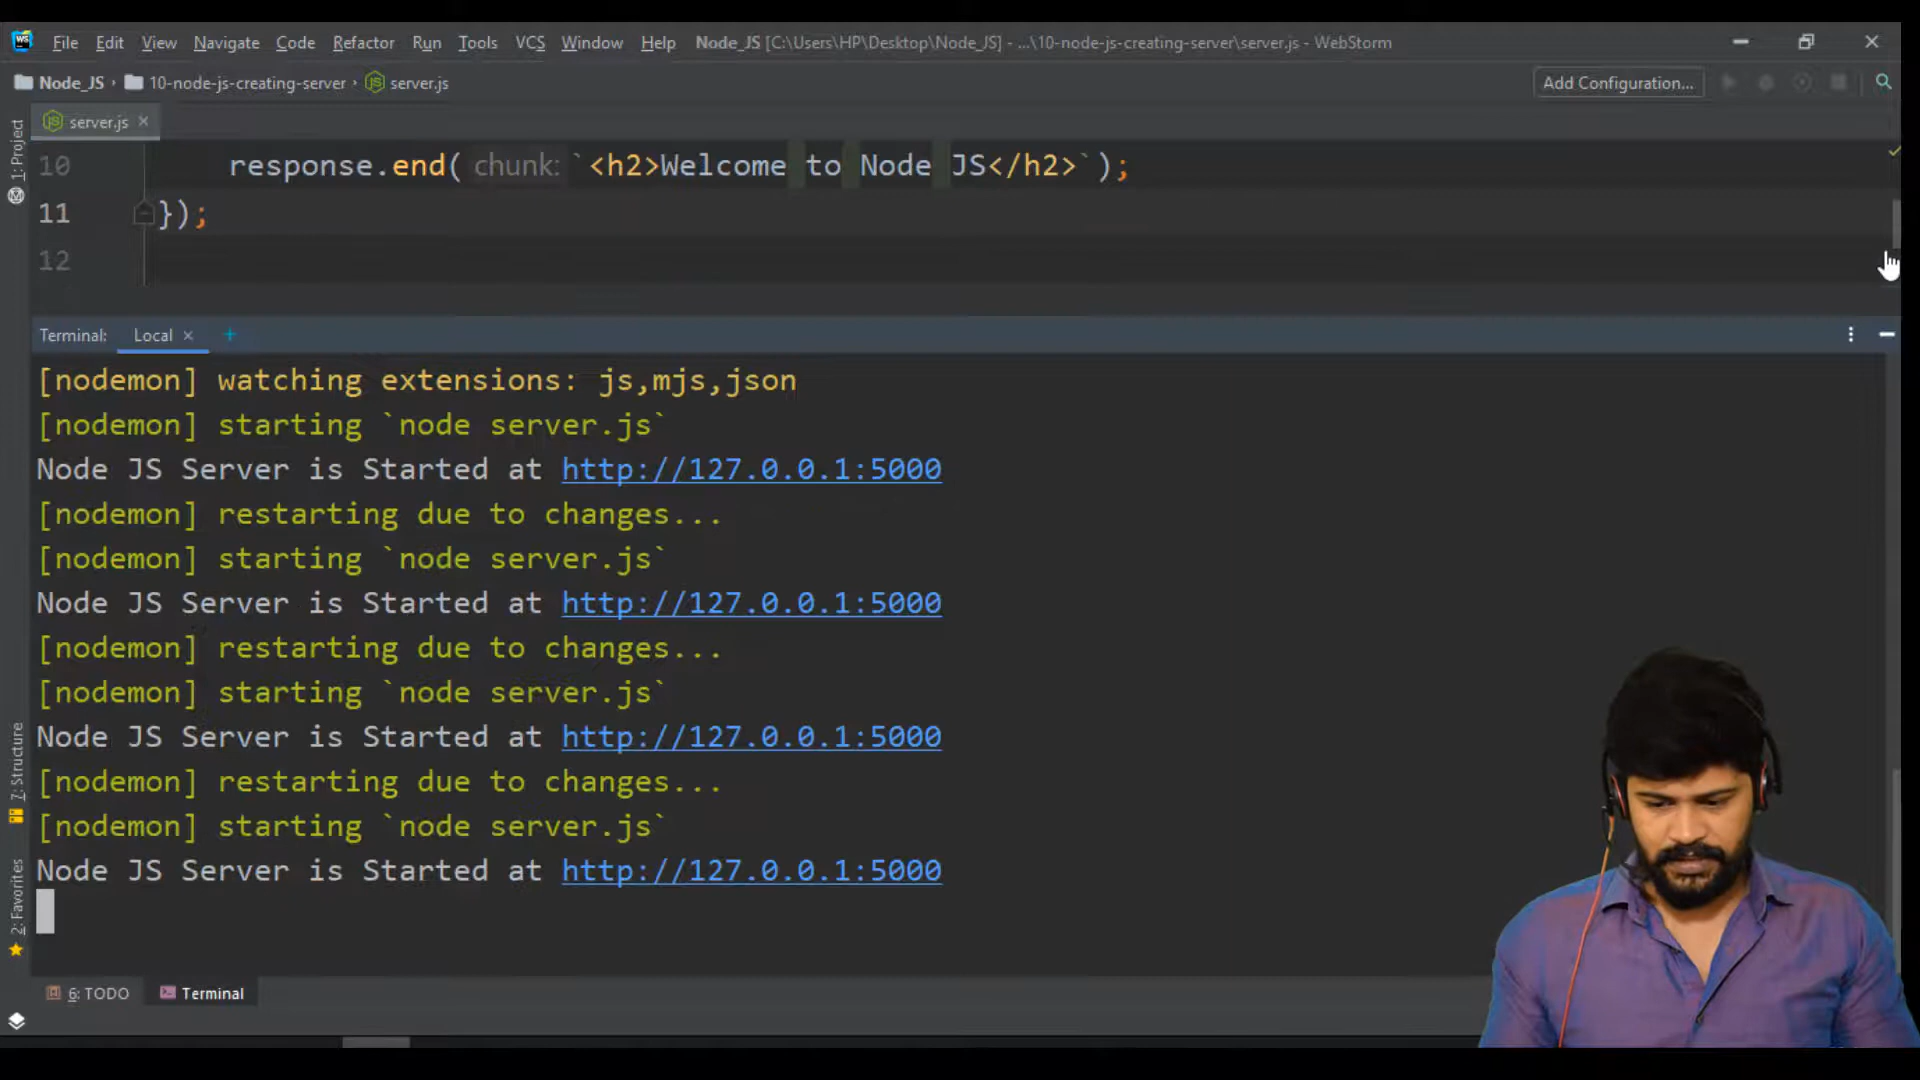 WS File Edit View Navigate Code Refactor Run Tools VCS Window Help Node_JS [C:\Users\HP\Desktop\Node_JS] - ...\10-node-js-creating-server\server.js - WebStorm
Node_JS 10-node-js-creating-server server.js Add Configuration...
server.js
1: Project
10 response.end( chunk: `<h2>Welcome to Node JS</h2>`);
11 });
12
Terminal: Local +
[nodemon] watching extensions: js,mjs,json
[nodemon] starting `node server.js`
Node JS Server is Started at http://127.0.0.1:5000
[nodemon] restarting due to changes...
[nodemon] starting `node server.js`
Node JS Server is Started at http://127.0.0.1:5000
[nodemon] restarting due to changes...
[nodemon] starting `node server.js`
Node JS Server is Started at http://127.0.0.1:5000
[nodemon] restarting due to changes...
[nodemon] starting `node server.js`
Node JS Server is Started at http://127.0.0.1:5000
7: Structure
2: Favorites
6: TODO Terminal